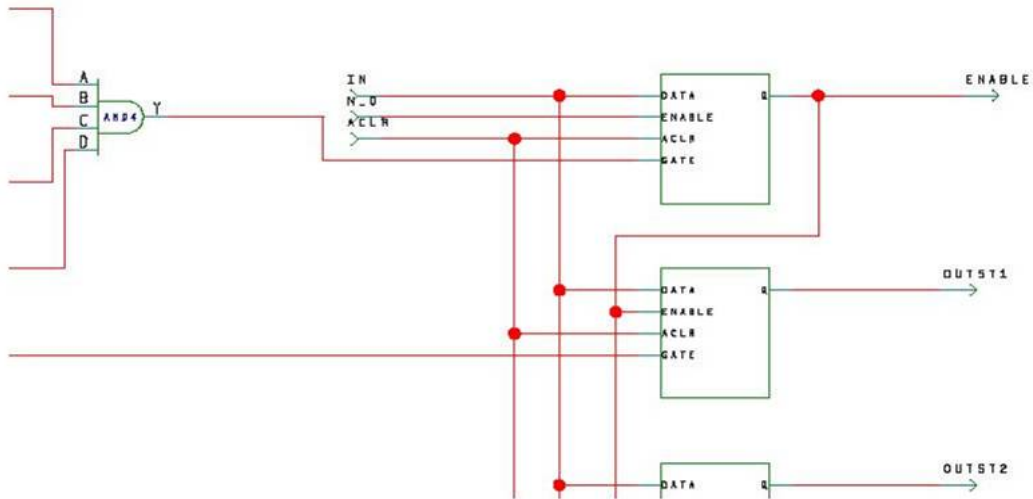 A
B
C
D
AND4
Y
IN
N_0
ACLR
DATA
ENABLE
ACLR
GATE
Q
ENABLE
DATA
ENABLE
ACLR
GATE
Q
OUTST1
DATA
Q
OUTST2